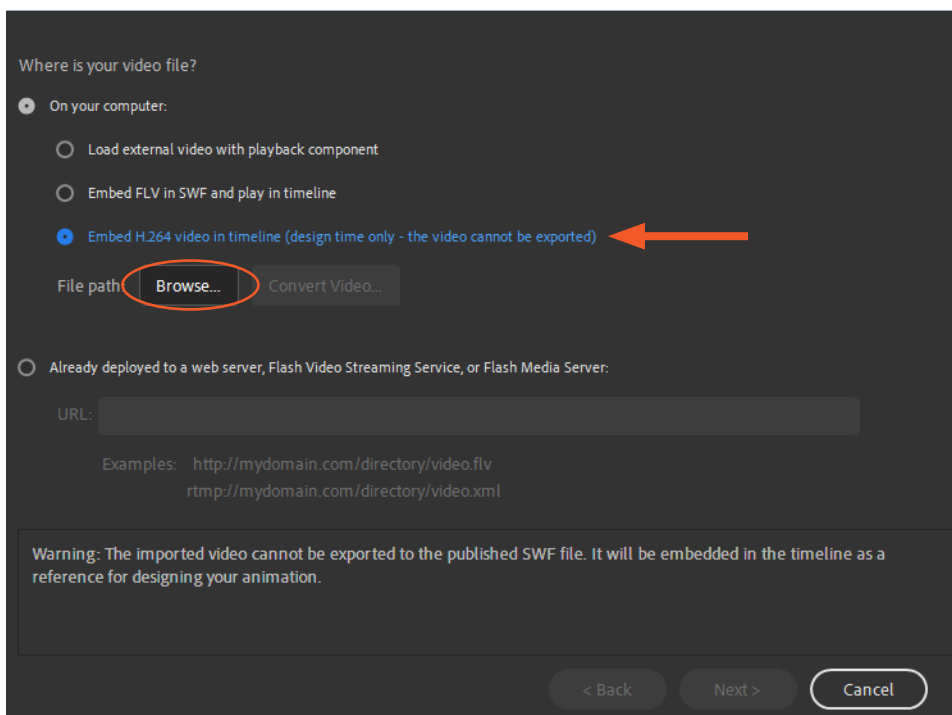 Where is your video file?
On your computer:
Load external video with playback component
Embed FLV in SWF and play in timeline
Embed H.264 video in timeline (design time only - the video cannot be exported)
File path: Browse... Convert Video...
Already deployed to a web server, Flash Video Streaming Service, or Flash Media Server:
URL:
Examples: http://mydomain.com/directory/video.flv
rtmp://mydomain.com/directory/video.xml
Warning: The imported video cannot be exported to the published SWF file. It will be embedded in the timeline as a
reference for designing your animation.
< Back Next > Cancel